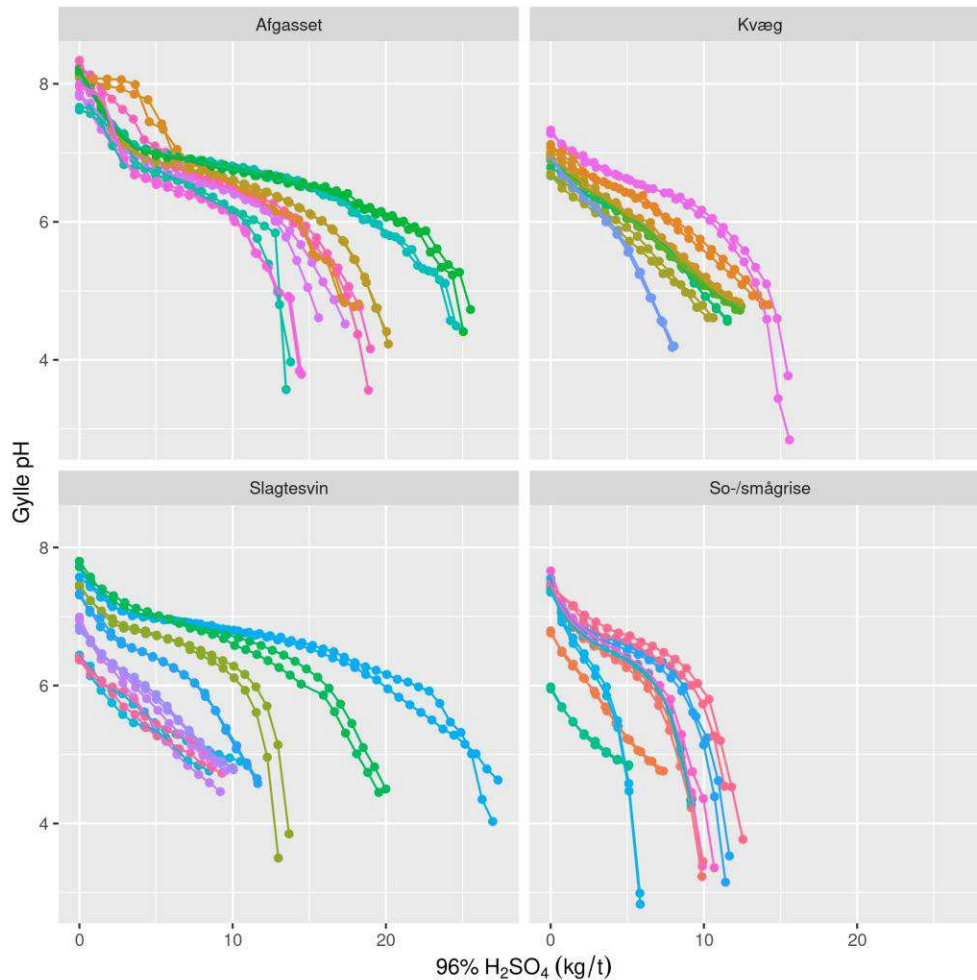 Afgasset
Kvæg
8
6
4
Gylle pH
Slagtesvin
So-/smågrise
8
6
4
0
10
20
0
10
20
96% H₂SO₄ (kg/t)